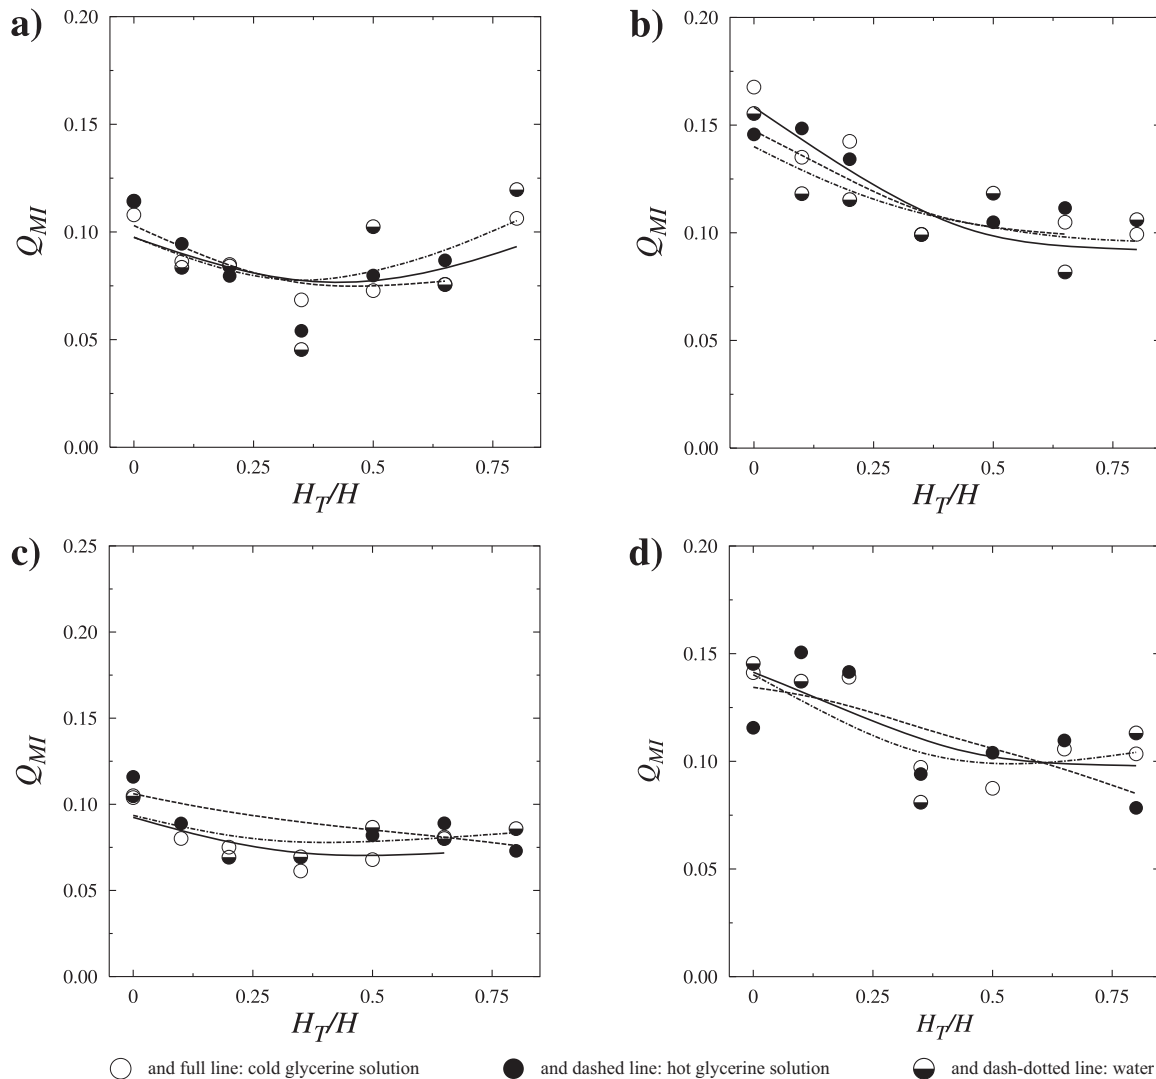 a)
0.20
0.15
0.10
0.05
0.00
Q_MI
0
0.25
0.5
0.75
H_T/H
b)
0.20
0.15
0.10
0.05
0.00
Q_MI
0
0.25
0.5
0.75
H_T/H
c)
0.25
0.20
0.15
0.10
0.05
0.00
Q_MI
0
0.25
0.5
0.75
H_T/H
d)
0.20
0.15
0.10
0.05
0.00
Q_MI
0
0.25
0.5
0.75
H_T/H
and full line: cold glycerine solution
and dashed line: hot glycerine solution
and dash-dotted line: water